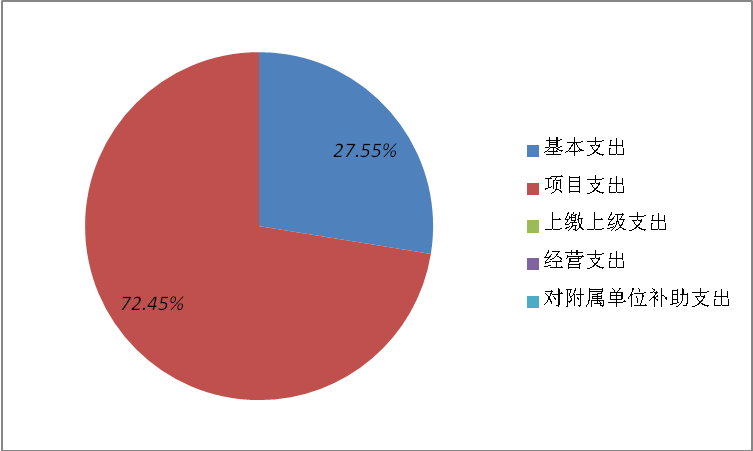 27.55%
72.45%
基本支出
项目支出
上缴上级支出
经营支出
对附属单位补助支出